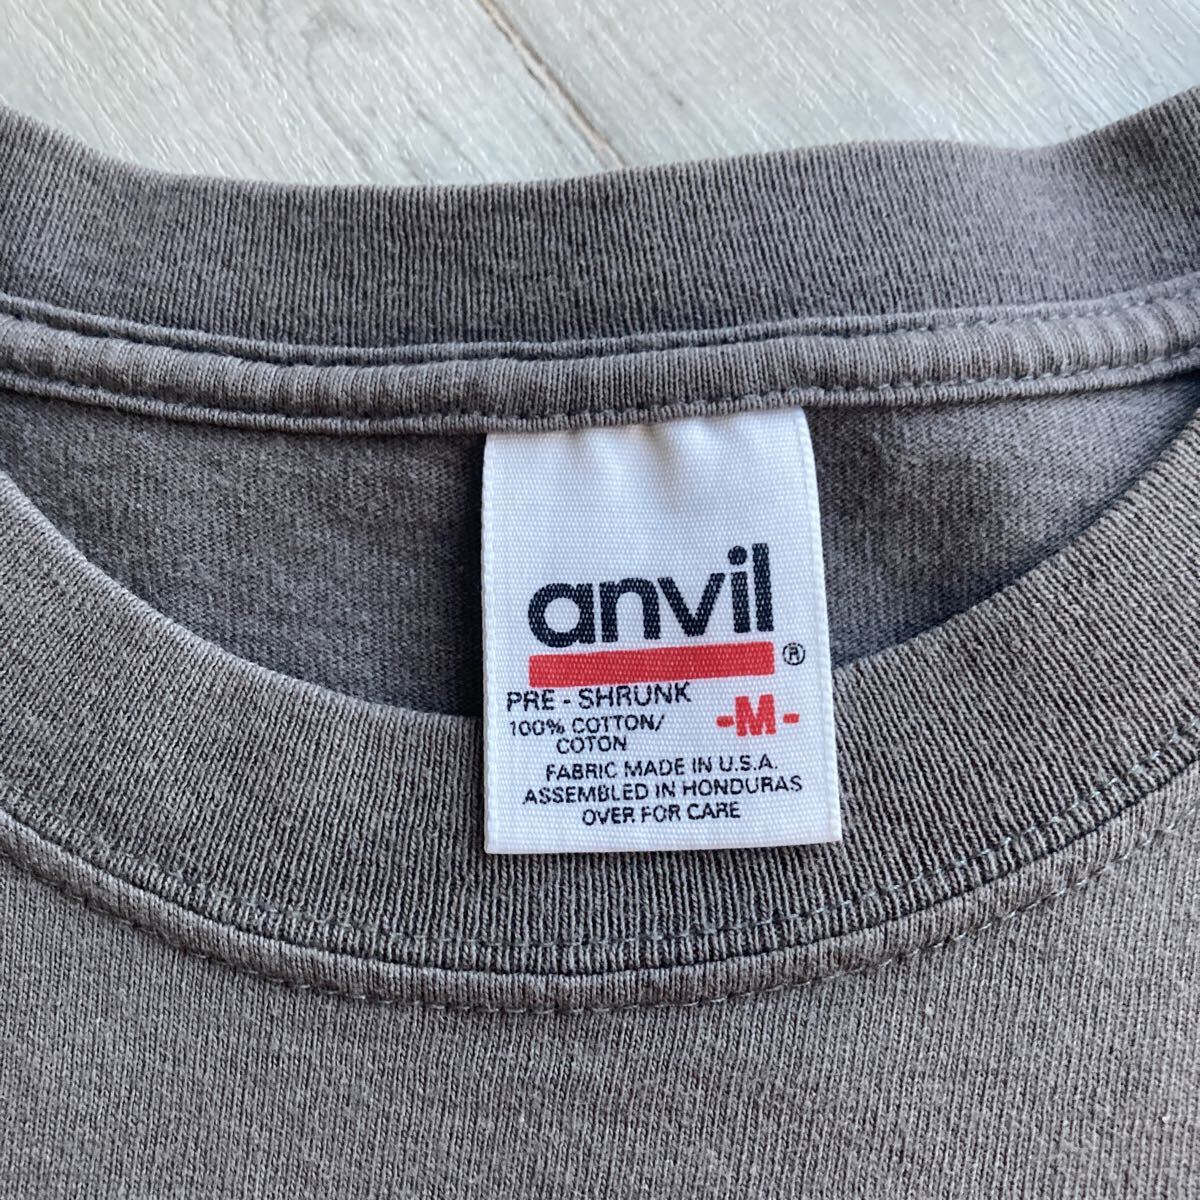 anvil®
PRE - SHRUNK
100% COTTON/
COTON
-M-
FABRIC MADE IN U.S.A.
ASSEMBLED IN HONDURAS
OVER FOR CARE